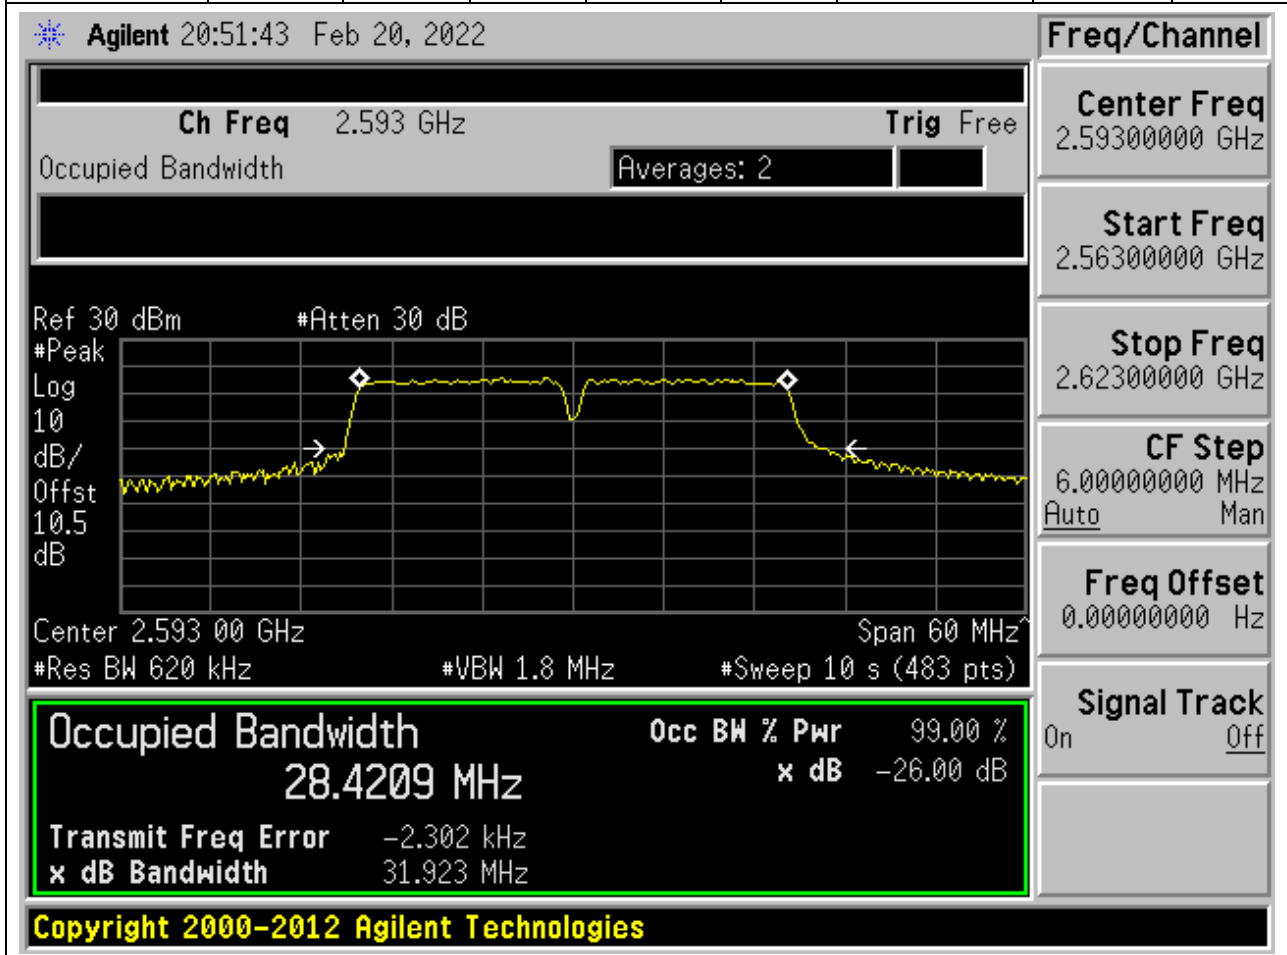 Agilent 20:51:43 Feb 20, 2022
Freq/Channel
Ch Freq 2.593 GHz Trig Free
Occupied Bandwidth Averages: 2
Center Freq
2.59300000 GHz
Start Freq
2.56300000 GHz
Stop Freq
2.62300000 GHz
CF Step
6.00000000 MHz
Auto Man
Freq Offset
0.00000000 Hz
Signal Track
On Off
Ref 30 dBm #Atten 30 dB
#Peak
Log
10
dB/
Offst
10.5
dB
Center 2.593 00 GHz Span 60 MHz^
#Res BW 620 kHz #VBW 1.8 MHz #Sweep 10 s (483 pts)
Occupied Bandwidth Occ BW % Pwr 99.00 %
28.4209 MHz x dB -26.00 dB
Transmit Freq Error -2.302 kHz
x dB Bandwidth 31.923 MHz
Copyright 2000-2012 Agilent Technologies